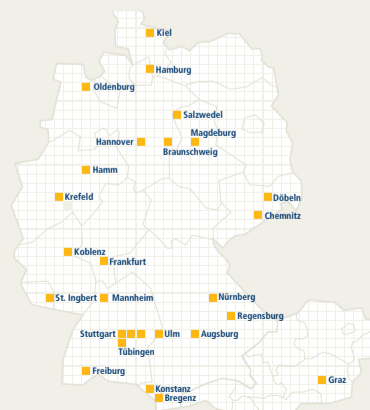 Kiel
Hamburg
Oldenburg
Salzwedel
Magdeburg
Hannover
Braunschweig
Hamm
Krefeld
Döbeln
Chemnitz
Koblenz
Frankfurt
St. Ingbert
Mannheim
Nürnberg
Regensburg
Stuttgart
Ulm
Augsburg
Tübingen
Freiburg
Graz
Konstanz
Bregenz